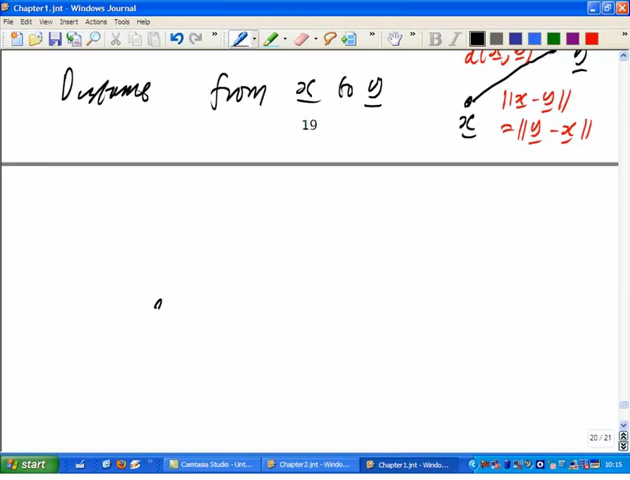 Chapter1.jnt - Windows Journal
File Edit View Insert Actions Tools Help
B I
d(x, y)
y
Distance from x to y
||x - y||
x
= ||y - x||
19
20 / 21
start
Camtasia Studio - Unt...
Chapter2.jnt - Windo...
Chapter1.jnt - Windo...
10:15